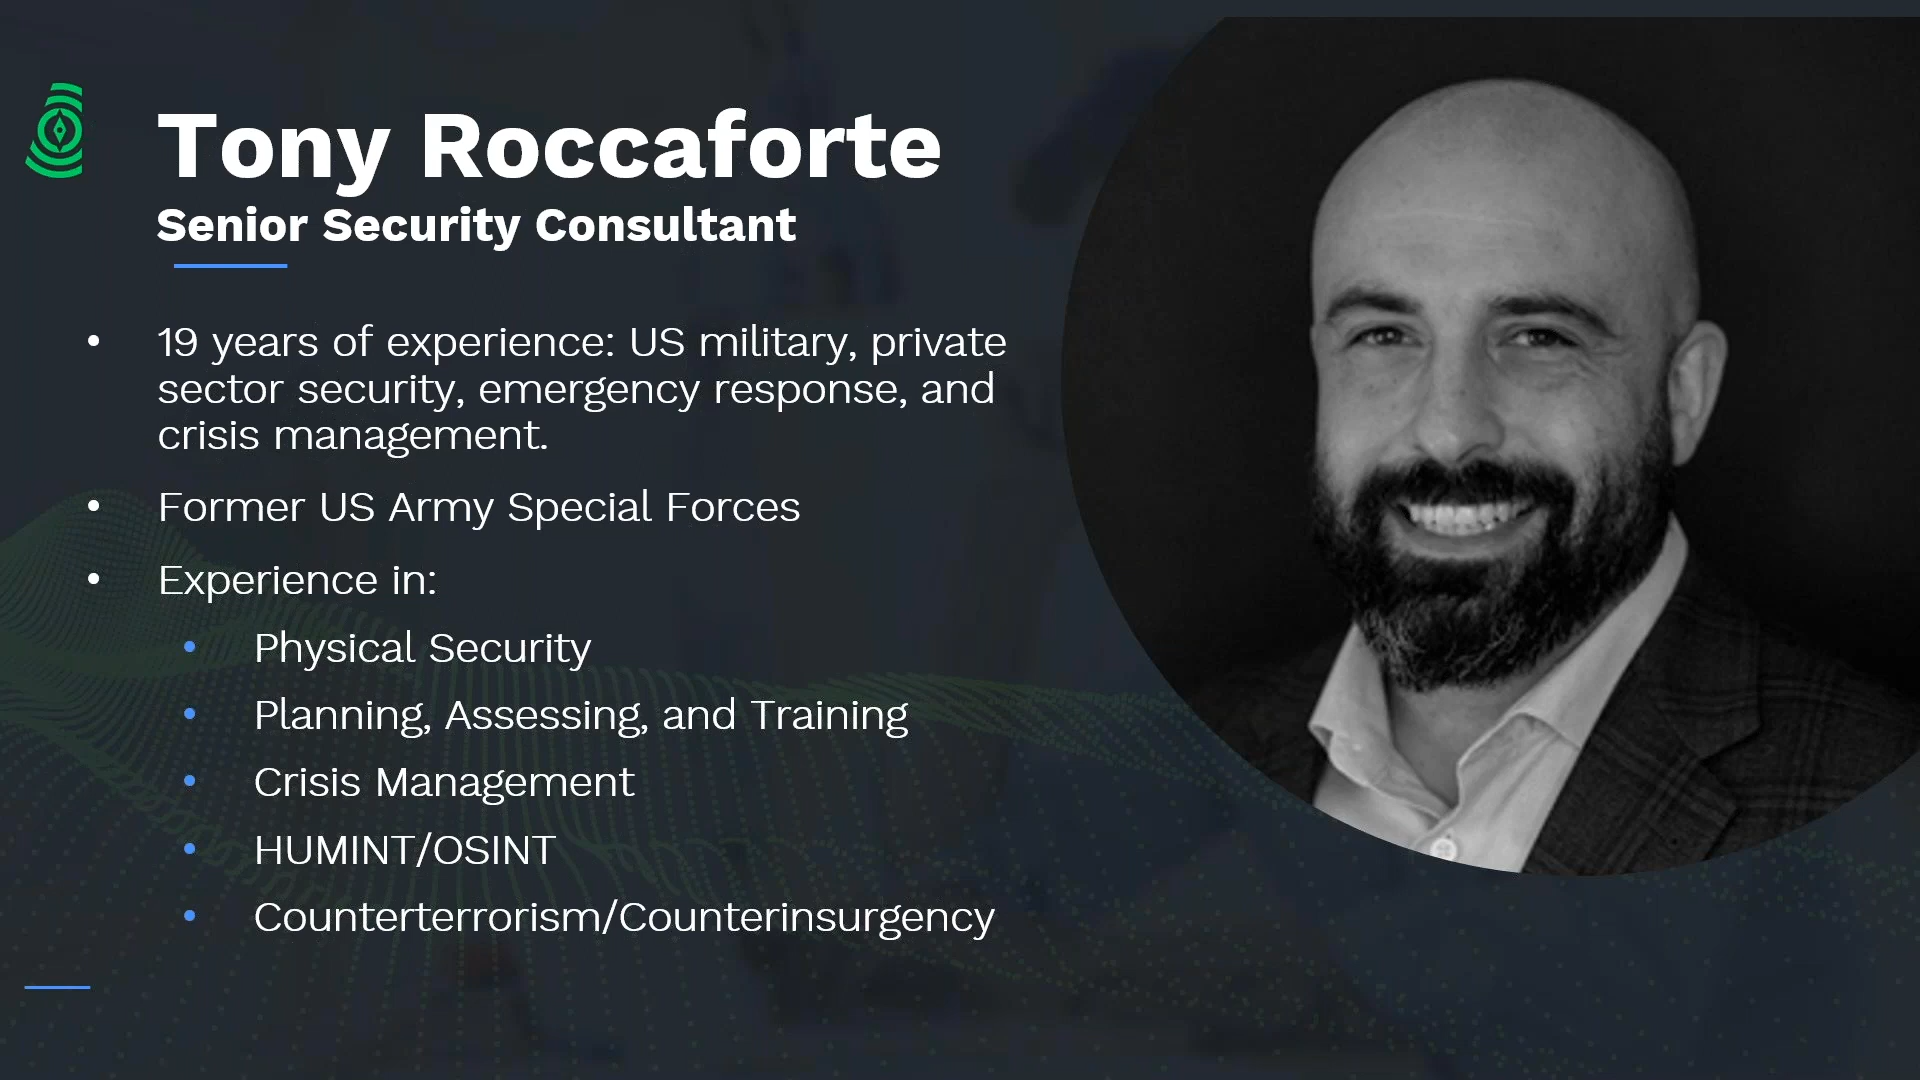 Tony Roccaforte
Senior Security Consultant
• 19 years of experience: US military, private
sector security, emergency response, and
crisis management.
• Former US Army Special Forces
• Experience in:
• Physical Security
• Planning, Assessing, and Training
• Crisis Management
• HUMINT/OSINT
• Counterterrorism/Counterinsurgency